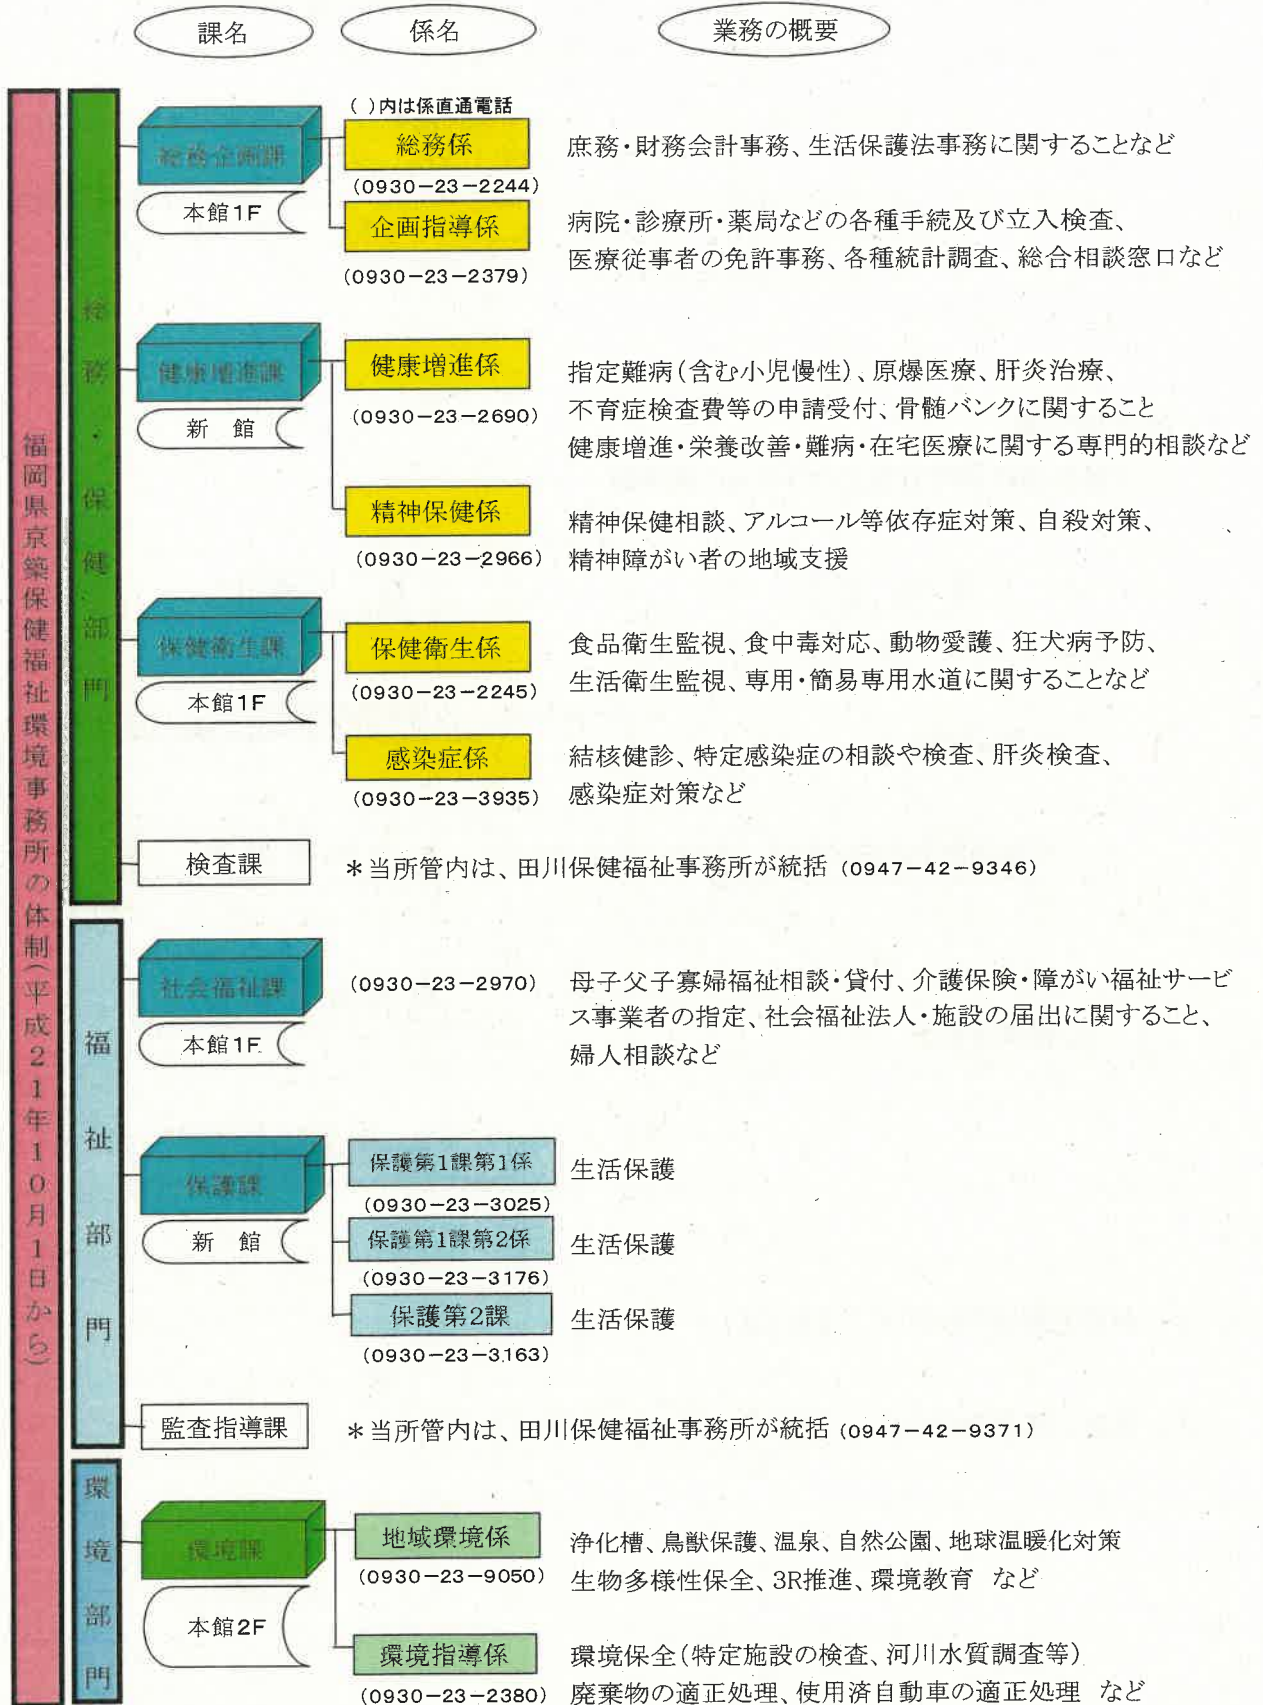 課名
係名
業務の概要
福岡県京築保健福祉環境事務所の体制(平成21年10月1日から)
総務・保健部門
総務企画課
本館1F
( )内は係直通電話
総務係
(0930-23-2244)
庶務・財務会計事務、生活保護法事務に関することなど
企画指導係
(0930-23-2379)
病院・診療所・薬局などの各種手続及び立入検査、
医療従事者の免許事務、各種統計調査、総合相談窓口など
健康増進課
新 館
健康増進係
(0930-23-2690)
指定難病(含む小児慢性)、原爆医療、肝炎治療、
不育症検査費等の申請受付、骨髄バンクに関すること
健康増進・栄養改善・難病・在宅医療に関する専門的相談など
精神保健係
(0930-23-2966)
精神保健相談、アルコール等依存症対策、自殺対策、
精神障がい者の地域支援
保健衛生課
本館1F
保健衛生係
(0930-23-2245)
食品衛生監視、食中毒対応、動物愛護、狂犬病予防、
生活衛生監視、専用・簡易専用水道に関することなど
感染症係
(0930-23-3935)
結核健診、特定感染症の相談や検査、肝炎検査、
感染症対策など
検査課
*当所管内は、田川保健福祉事務所が統括 (0947-42-9346)
福祉部門
社会福祉課
本館1F
(0930-23-2970)
母子父子寡婦福祉相談・貸付、介護保険・障がい福祉サービ
ス事業者の指定、社会福祉法人・施設の届出に関すること、
婦人相談など
保護課
新 館
保護第1課第1係
(0930-23-3025)
生活保護
保護第1課第2係
(0930-23-3176)
生活保護
保護第2課
(0930-23-3163)
生活保護
監査指導課
*当所管内は、田川保健福祉事務所が統括 (0947-42-9371)
環境部門
環境課
本館2F
地域環境係
(0930-23-9050)
浄化槽、鳥獣保護、温泉、自然公園、地球温暖化対策
生物多様性保全、3R推進、環境教育 など
環境指導係
(0930-23-2380)
環境保全(特定施設の検査、河川水質調査等)
廃棄物の適正処理、使用済自動車の適正処理 など